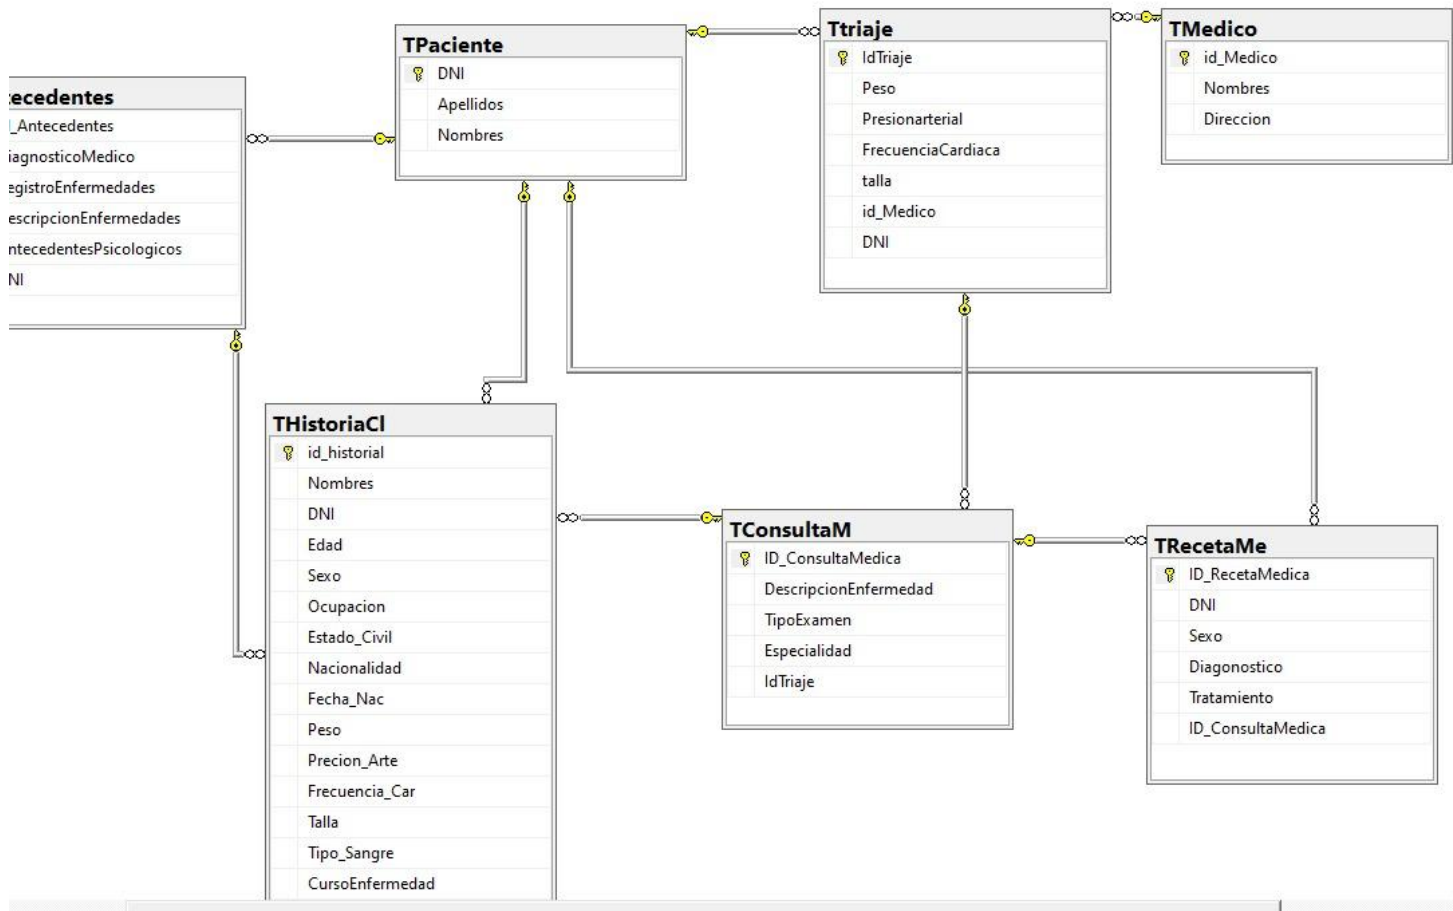 TPaciente
DNI
Apellidos
Nombres
Ttriaje
IdTriaje
Peso
Presionarterial
FrecuenciaCardiaca
talla
id_Medico
DNI
TMedico
id_Medico
Nombres
Direccion
ecedentes
_Antecedentes
iagnosticoMedico
egistroEnfermedades
escripcionEnfermedades
ntecedentesPsicologicos
NI
THistoriaCl
id_historial
Nombres
DNI
Edad
Sexo
Ocupacion
Estado_Civil
Nacionalidad
Fecha_Nac
Peso
Precion_Arte
Frecuencia_Car
Talla
Tipo_Sangre
CursoEnfermedad
TConsultaM
ID_ConsultaMedica
DescripcionEnfermedad
TipoExamen
Especialidad
IdTriaje
TRecetaMe
ID_RecetaMedica
DNI
Sexo
Diagonostico
Tratamiento
ID_ConsultaMedica